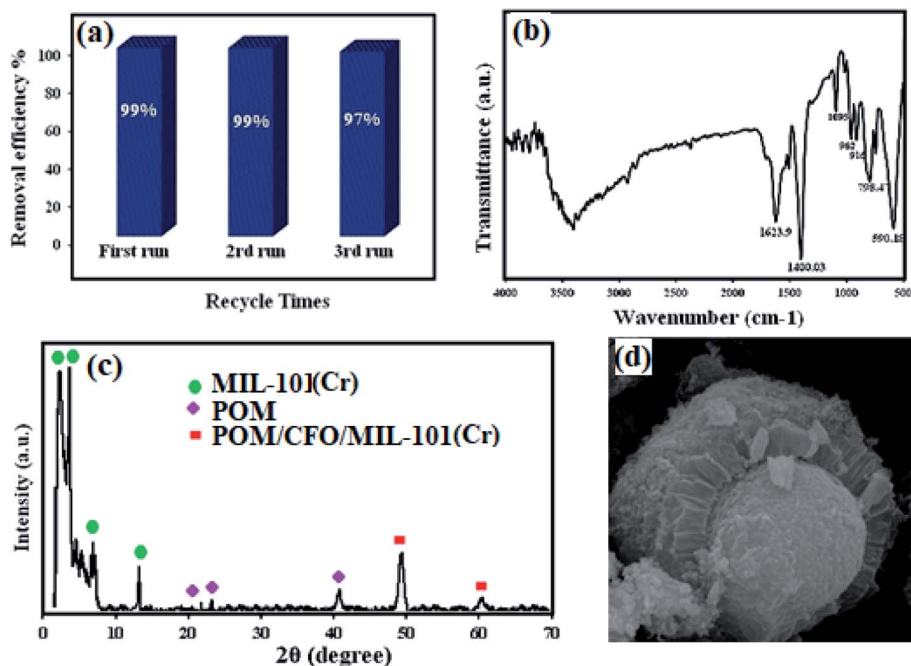 (a)
Removal efficiency %
100
80
60
40
20
0
99%
99%
97%
First run
2rd run
3rd run
Recycle Times
(b)
Transmittance (a.u.)
1623.9
1400.03
1095
962
916
798.47
590.18
4000
3500
3000
2500
2000
1500
1000
500
Wavenumber (cm-1)
(c)
MIL-101(Cr)
POM
POM/CFO/MIL-101(Cr)
Intensity (a.u.)
0
10
20
30
40
50
60
70
2θ (degree)
(d)